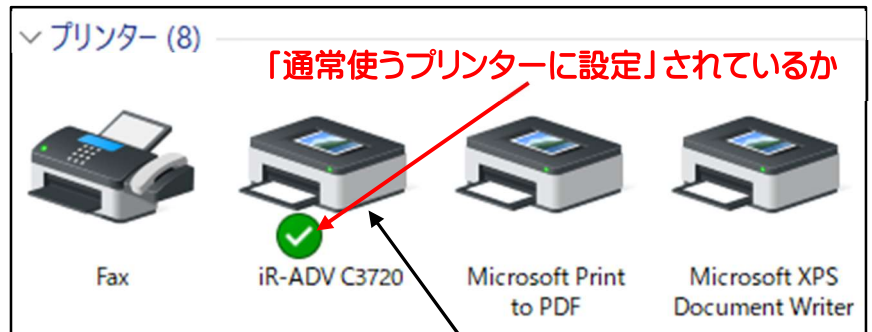 プリンター (8)
「通常使うプリンターに設定」されているか
Fax
iR-ADV C3720
Microsoft Print
to PDF
Microsoft XPS
Document Writer